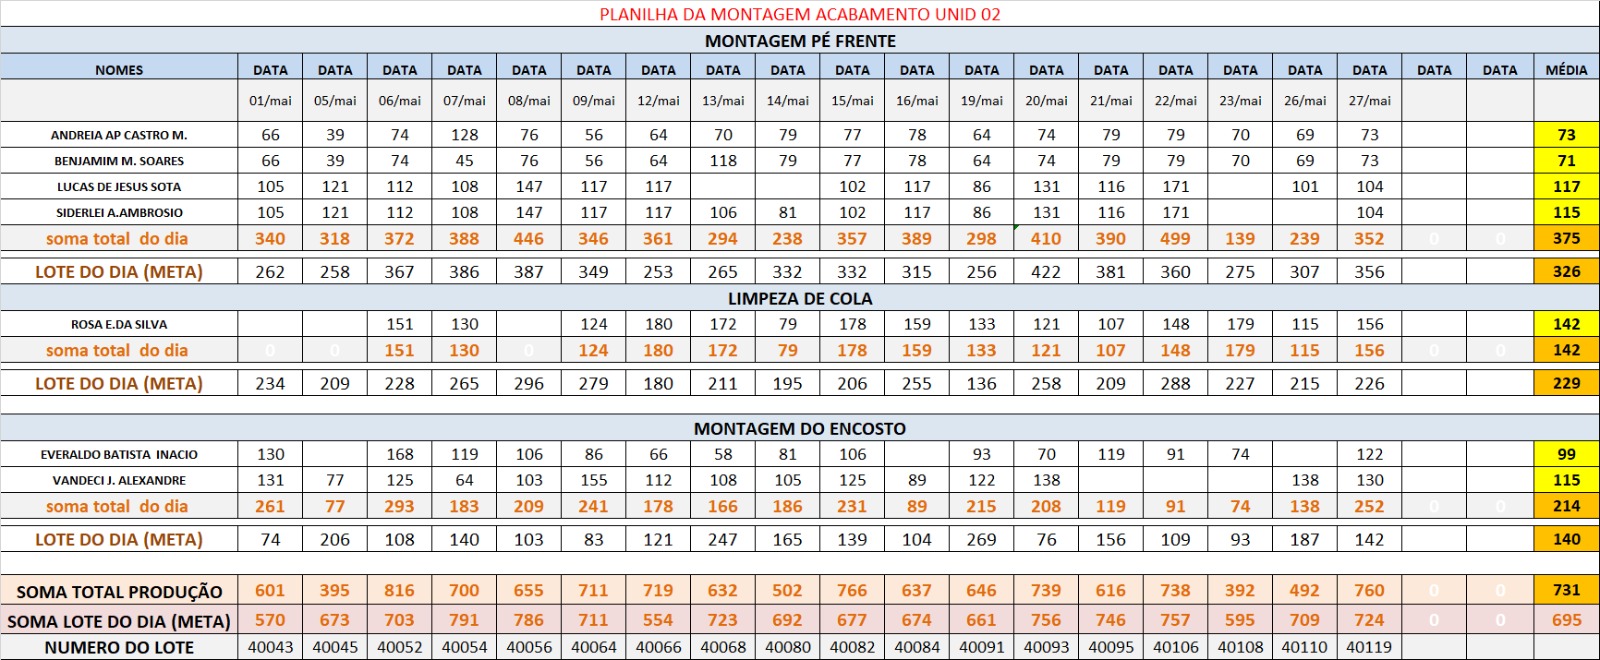 PLANILHA DA MONTAGEM ACABAMENTO UNID 02
MONTAGEM PÉ FRENTE
NOMES DATA DATA DATA DATA DATA DATA DATA DATA DATA DATA DATA DATA DATA DATA DATA DATA DATA DATA DATA DATA MÉDIA
01/mai 05/mai 06/mai 07/mai 08/mai 09/mai 12/mai 13/mai 14/mai 15/mai 16/mai 19/mai 20/mai 21/mai 22/mai 23/mai 26/mai 27/mai
ANDREIA AP CASTRO M. 66 39 74 128 76 56 64 70 79 77 78 64 74 79 79 70 69 73 73
BENJAMIM M. SOARES 66 39 74 45 76 56 64 118 79 77 78 64 74 79 79 70 69 73 71
LUCAS DE JESUS SOTA 105 121 112 108 147 117 117 102 117 86 131 116 171 101 104 117
SIDERLEI A.AMBROSIO 105 121 112 108 147 117 117 106 81 102 117 86 131 116 171 104 115
soma total do dia 340 318 372 388 446 346 361 294 238 357 389 298 410 390 499 139 239 352 0 0 375
LOTE DO DIA (META) 262 258 367 386 387 349 253 265 332 332 315 256 422 381 360 275 307 356 326
LIMPEZA DE COLA
ROSA E.DA SILVA 151 130 124 180 172 79 178 159 133 121 107 148 179 115 156 142
soma total do dia 0 0 151 130 0 124 180 172 79 178 159 133 121 107 148 179 115 156 0 0 142
LOTE DO DIA (META) 234 209 228 265 296 279 180 211 195 206 255 136 258 209 288 227 215 226 229
MONTAGEM DO ENCOSTO
EVERALDO BATISTA INACIO 130 168 119 106 86 66 58 81 106 93 70 119 91 74 122 99
VANDECI J. ALEXANDRE 131 77 125 64 103 155 112 108 105 125 89 122 138 138 130 115
soma total do dia 261 77 293 183 209 241 178 166 186 231 89 215 208 119 91 74 138 252 0 0 214
LOTE DO DIA (META) 74 206 108 140 103 83 121 247 165 139 104 269 76 156 109 93 187 142 140
SOMA TOTAL PRODUÇÃO 601 395 816 700 655 711 719 632 502 766 637 646 739 616 738 392 492 760 0 0 731
SOMA LOTE DO DIA (META) 570 673 703 791 786 711 554 723 692 677 674 661 756 746 757 595 709 724 0 0 695
NUMERO DO LOTE 40043 40045 40052 40054 40056 40064 40066 40068 40080 40082 40084 40091 40093 40095 40106 40108 40110 40119